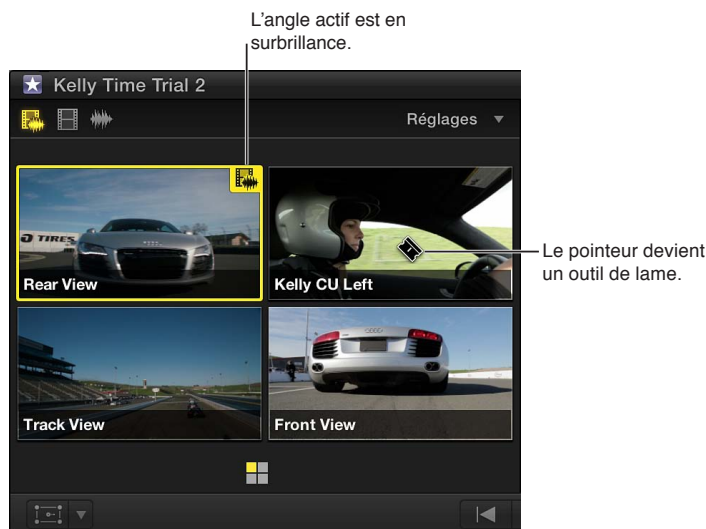 L'angle actif est en
surbrillance.
Kelly Time Trial 2
Réglages
TIRES
Rear View
Kelly CU Left
Le pointeur devient
un outil de lame.
Track View
Front View